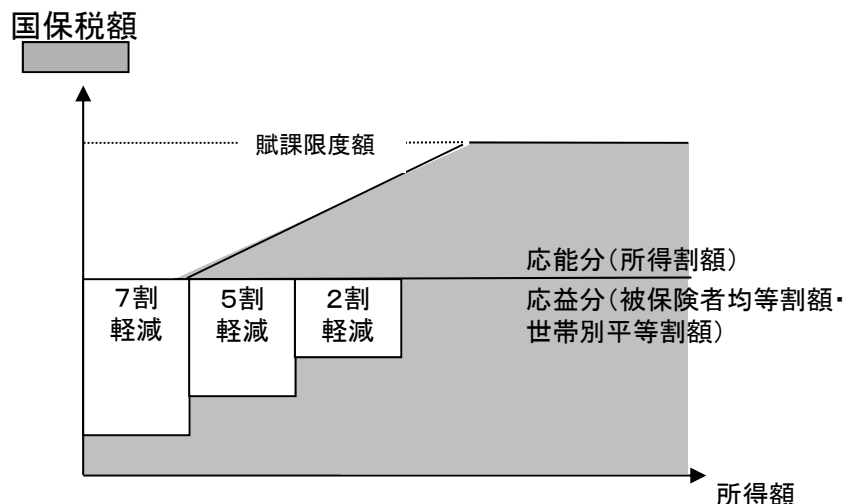 国保税額
賦課限度額
応能分（所得割額）
7割
軽減
5割
軽減
2割
軽減
応益分（被保険者均等割額・
世帯別平等割額）
所得額